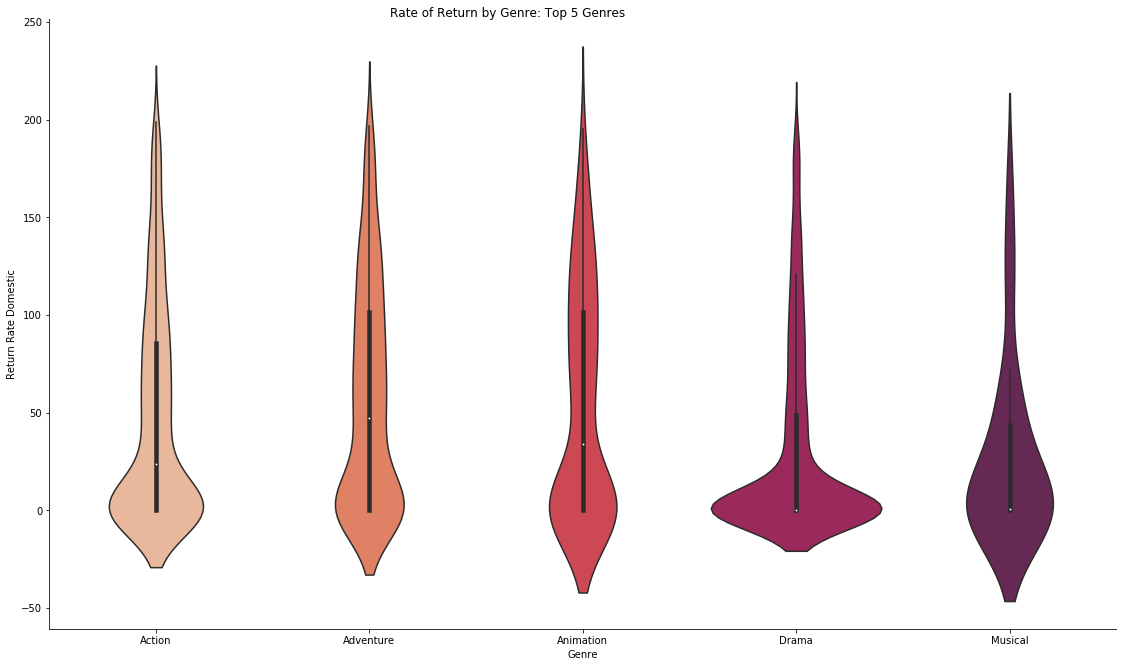 Rate of Return by Genre: Top 5 Genres
250
200
150
100
50
0
−50
Return Rate Domestic
Action
Adventure
Animation
Drama
Musical
Genre